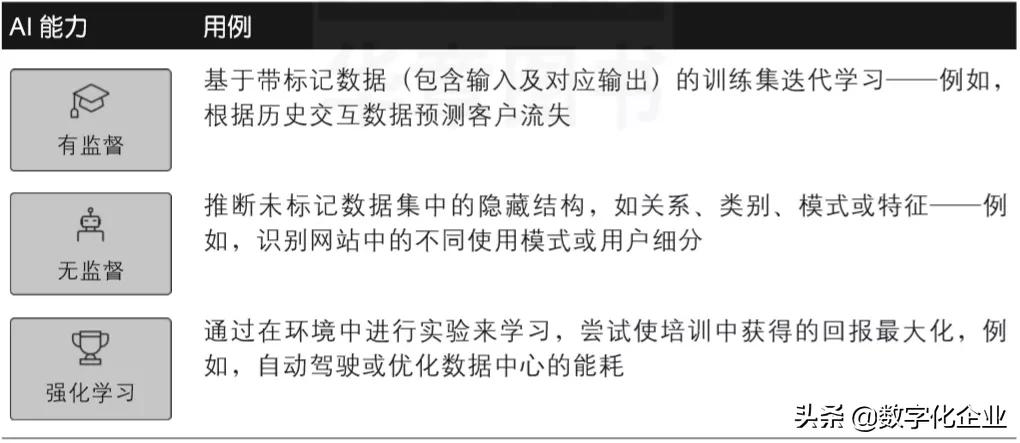 AI 能力 用例
基于带标记数据（包含输入及对应输出）的训练集迭代学习——例如，
根据历史交互数据预测客户流失
有监督
推断未标记数据集中的隐藏结构，如关系、类别、模式或特征——例
如，识别网站中的不同使用模式或用户细分
无监督
通过在环境中进行实验来学习，尝试使培训中获得的回报最大化，例
如，自动驾驶或优化数据中心的能耗
强化学习
头条 @数字化企业